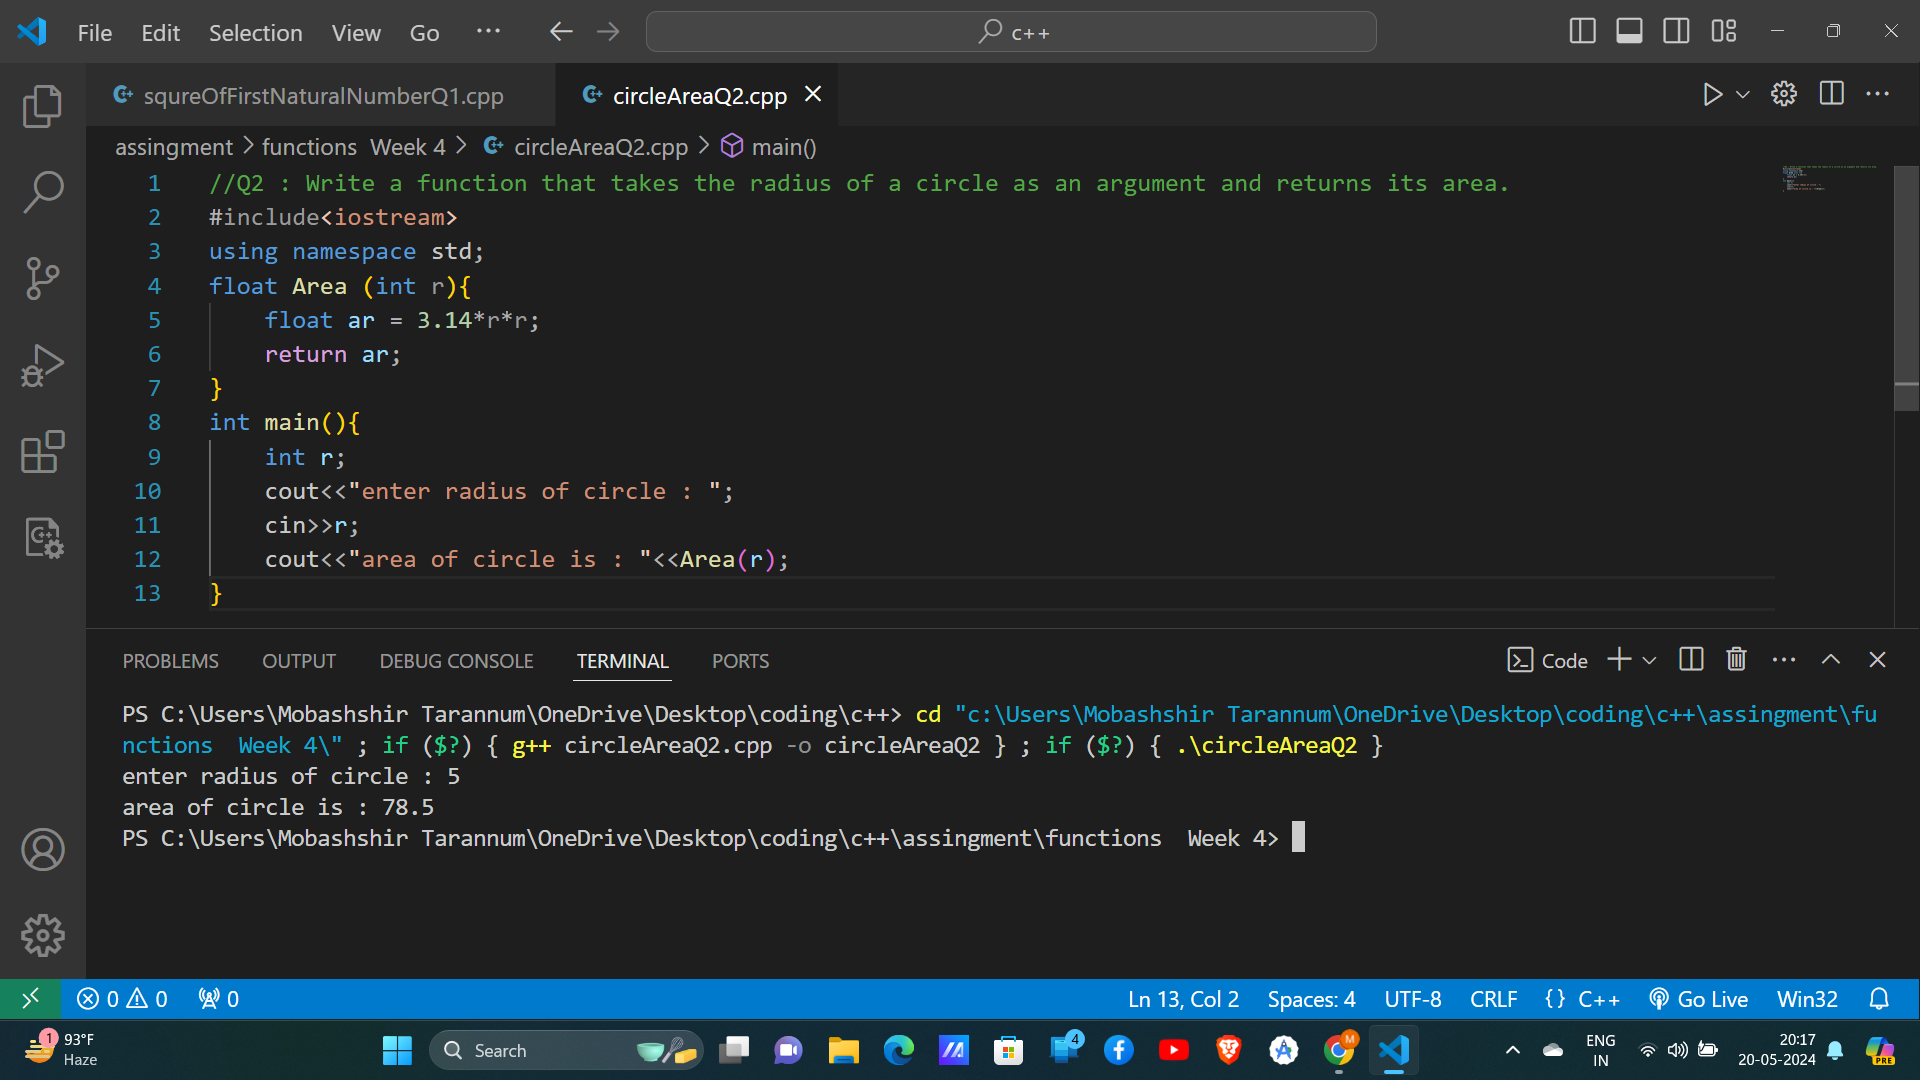 File Edit Selection View Go ... c++
squreOfFirstNaturalNumberQ1.cpp circleAreaQ2.cpp
assingment > functions  Week 4 > circleAreaQ2.cpp > main()
1 //Q2 : Write a function that takes the radius of a circle as an argument and returns its area.
2 #include<iostream>
3 using namespace std;
4 float Area (int r){
5     float ar = 3.14*r*r;
6     return ar;
7 }
8 int main(){
9     int r;
10     cout<<"enter radius of circle : ";
11     cin>>r;
12     cout<<"area of circle is : "<<Area(r);
13 }
PROBLEMS OUTPUT DEBUG CONSOLE TERMINAL PORTS Code
PS C:\Users\Mobashshir Tarannum\OneDrive\Desktop\coding\c++> cd "c:\Users\Mobashshir Tarannum\OneDrive\Desktop\coding\c++\assingment\fu
nctions  Week 4\" ; if ($?) { g++ circleAreaQ2.cpp -o circleAreaQ2 } ; if ($?) { .\circleAreaQ2 }
enter radius of circle : 5
area of circle is : 78.5
PS C:\Users\Mobashshir Tarannum\OneDrive\Desktop\coding\c++\assingment\functions  Week 4>
0 0 0 Ln 13, Col 2 Spaces: 4 UTF-8 CRLF {} C++ Go Live Win32
1 93°F Search 4 M ENG 20:17 PRE
Haze IN 20-05-2024